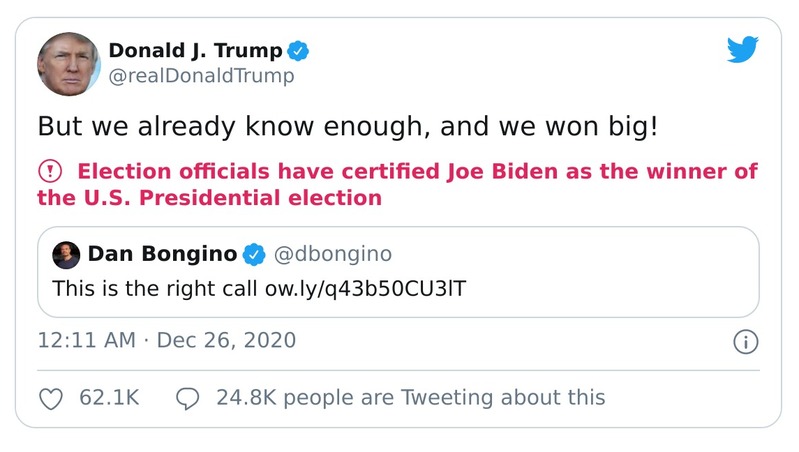 Donald J. Trump
@realDonaldTrump
But we already know enough, and we won big!
Election officials have certified Joe Biden as the winner of
the U.S. Presidential election
Dan Bongino @dbongino
This is the right call ow.ly/q43b50CU3lT
12:11 AM · Dec 26, 2020
62.1K 24.8K people are Tweeting about this